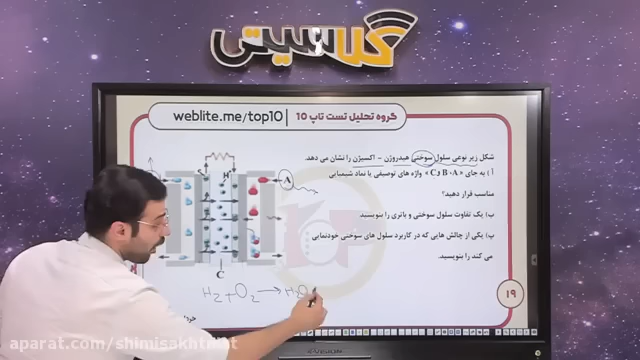 کلاسیتی
weblite.me/top10 | گروه تحلیل تست تاپ 10
شکل زیر نوعی سلول سوختی هیدروژن - اکسیژن را نشان می دهد.
آ ) به جای «A، B و C» واژه های توصیفی یا نماد شیمیایی
مناسب قرار دهید؟
ب) یک تفاوت سلول سوختی و باتری را بنویسید
پ) یکی از چالش هایی که در کاربرد سلول های سوختی خودنمایی
می کند را بنویسید.
۱۹
A
C
H2 + O2 → H2O
aparat.com/shimisakhtnist